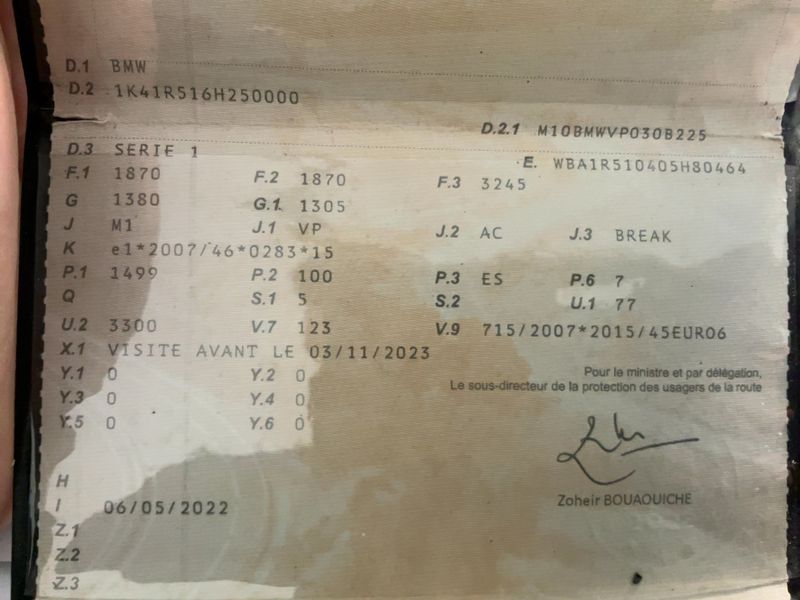 D.1 BMW
D.2 1K41R516H250000
D.2.1 M10BMWVP030B225
D.3 SERIE 1
E. WBA1R510405H80464
F.1 1870 F.2 1870 F.3 3245
G 1380 G.1 1305
J M1 J.1 VP J.2 AC J.3 BREAK
K e1*2007/46*0283*15
P.1 1499 P.2 100 P.3 ES P.6 7
Q S.1 5 S.2 U.1 77
U.2 3300 V.7 123 V.9 715/2007*2015/45EURO6
X.1 VISITE AVANT LE 03/11/2023
Y.1 0 Y.2 0
Y.3 0 Y.4 0
Y.5 0 Y.6 0
Pour le ministre et par délégation,
Le sous-directeur de la protection des usagers de la route
Zoheir BOUAOUICHE
H
I 06/05/2022
Z.1
Z.2
Z.3